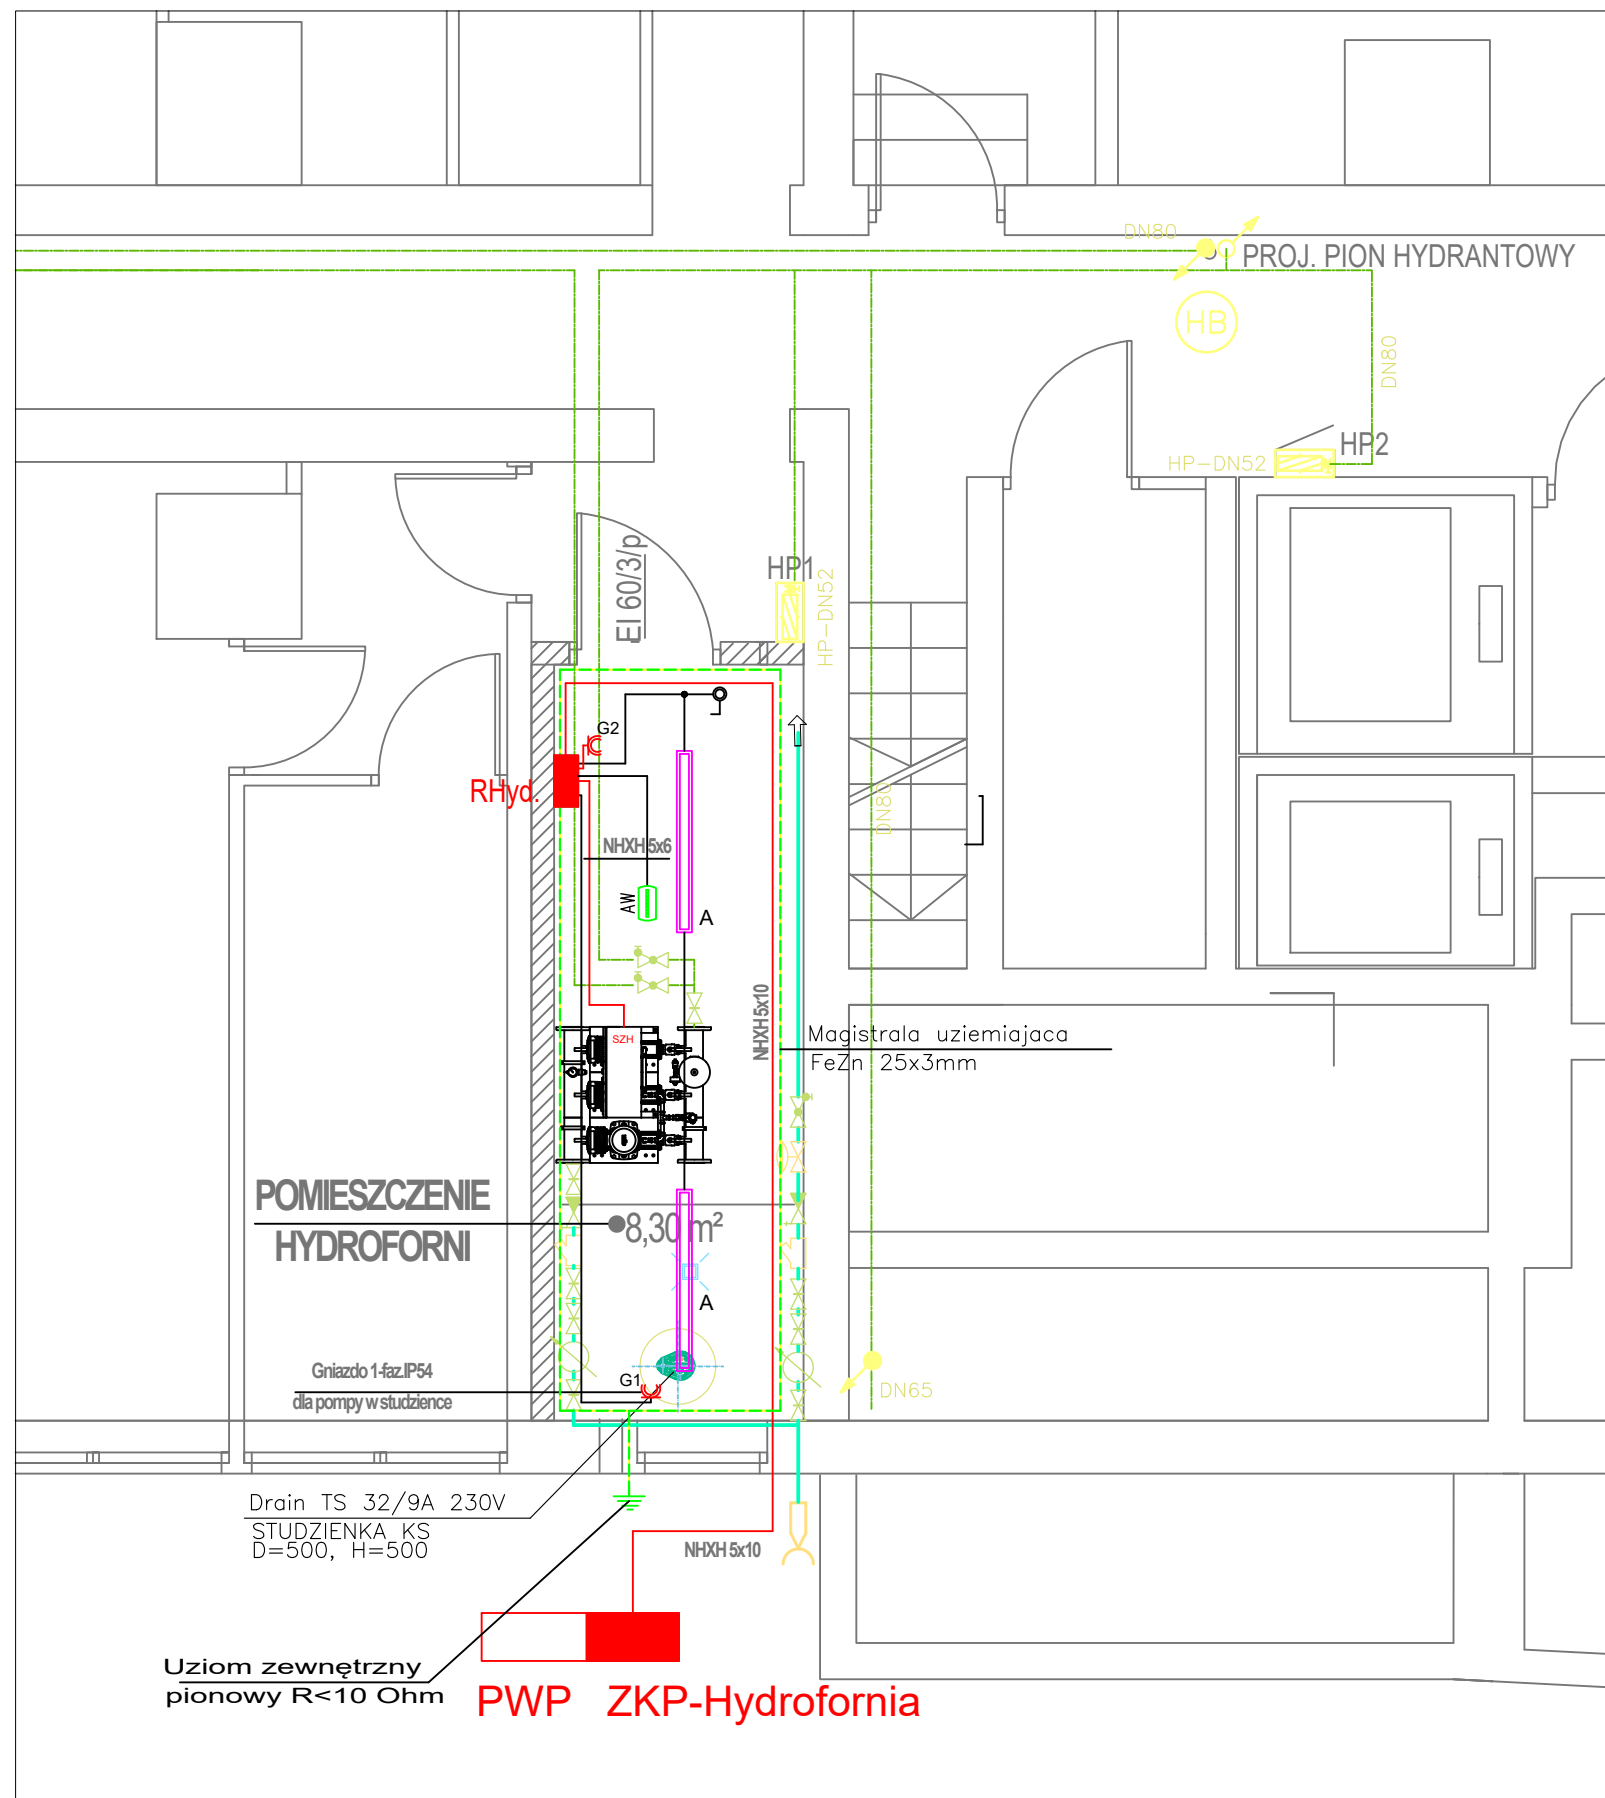 DN80
PROJ. PION HYDRANTOWY
HB
DN80
HP2
HP-DN52
EI 60/3/p
HP1
HP-DN52
G2
RHyd.
NHXH 5x6
DN80
AW
A
NHXH 5x10
Magistrala uziemiajaca
FeZn 25x3mm
SZH
POMIESZCZENIE
HYDROFORNI
8,30 m²
A
Gniazdo 1-faz.IP54
dla pompy w studzience
G1
DN65
Drain TS 32/9A 230V
STUDZIENKA KS
D=500, H=500
NHXH 5x10
Uziom zewnętrzny
pionowy R<10 Ohm
PWP ZKP-Hydrofornia